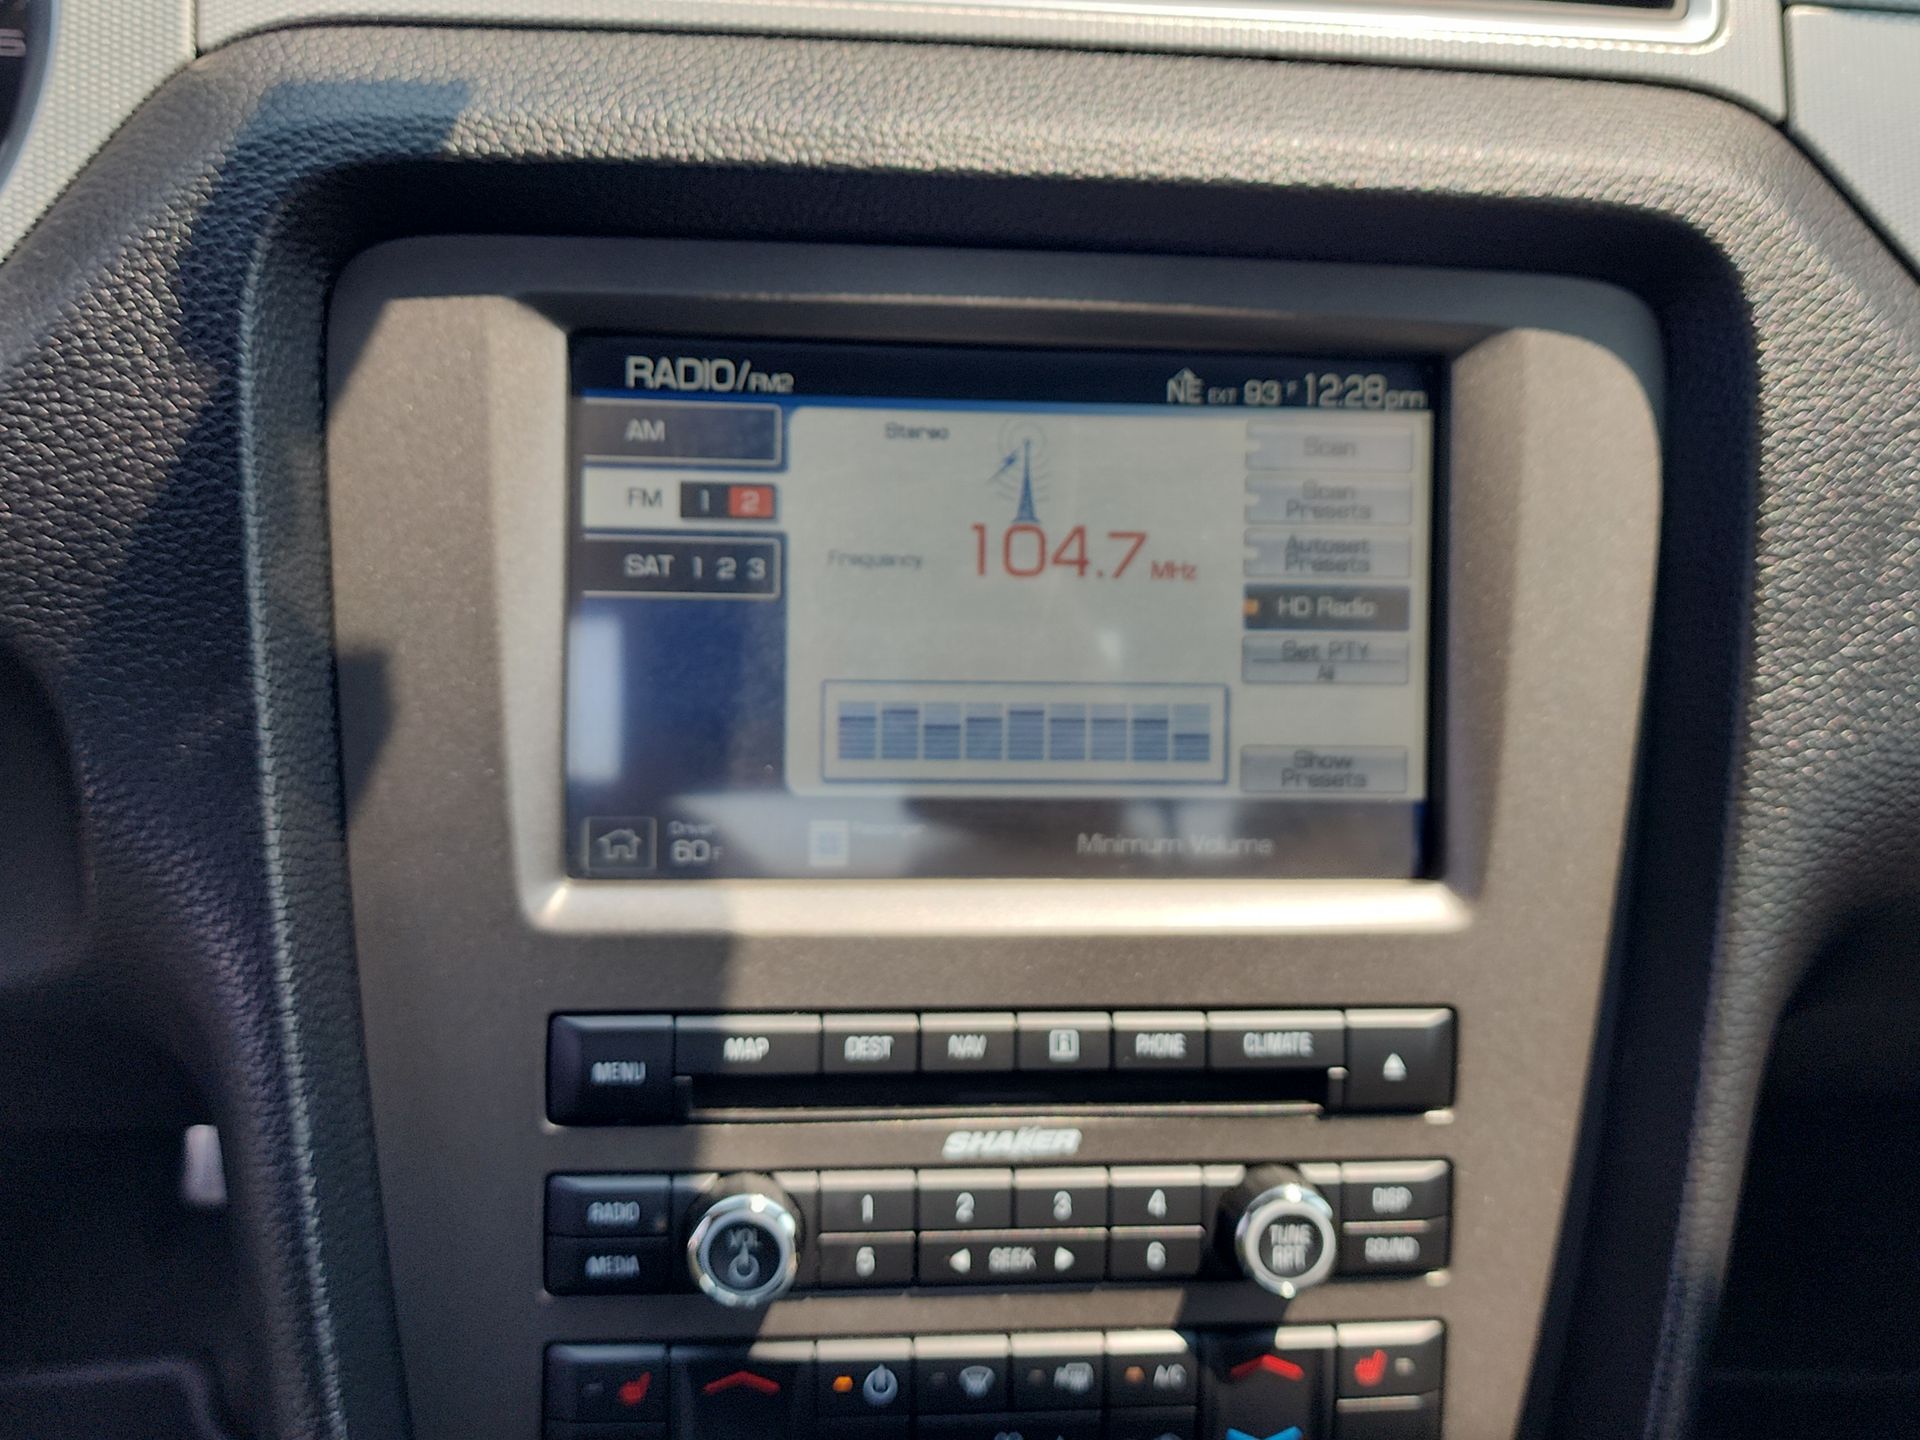 RADIO/FM2
NE EXT 93°F 12:28pm
AM
Stereo
Scan
FM 1 2
Scan Presets
104.7 MHz
Frequency
Autoset Presets
SAT 1 2 3
HD Radio
Set PTY
All
Show Presets
Driver
60 F
Passenger
Minimum Volume
MENU
MAP
DEST
NAV
i
PHONE
CLIMATE
SHAKER
RADIO
MEDIA
VOL
1
2
3
4
5
SEEK
6
TUNE
DISP
SOUND
A/C